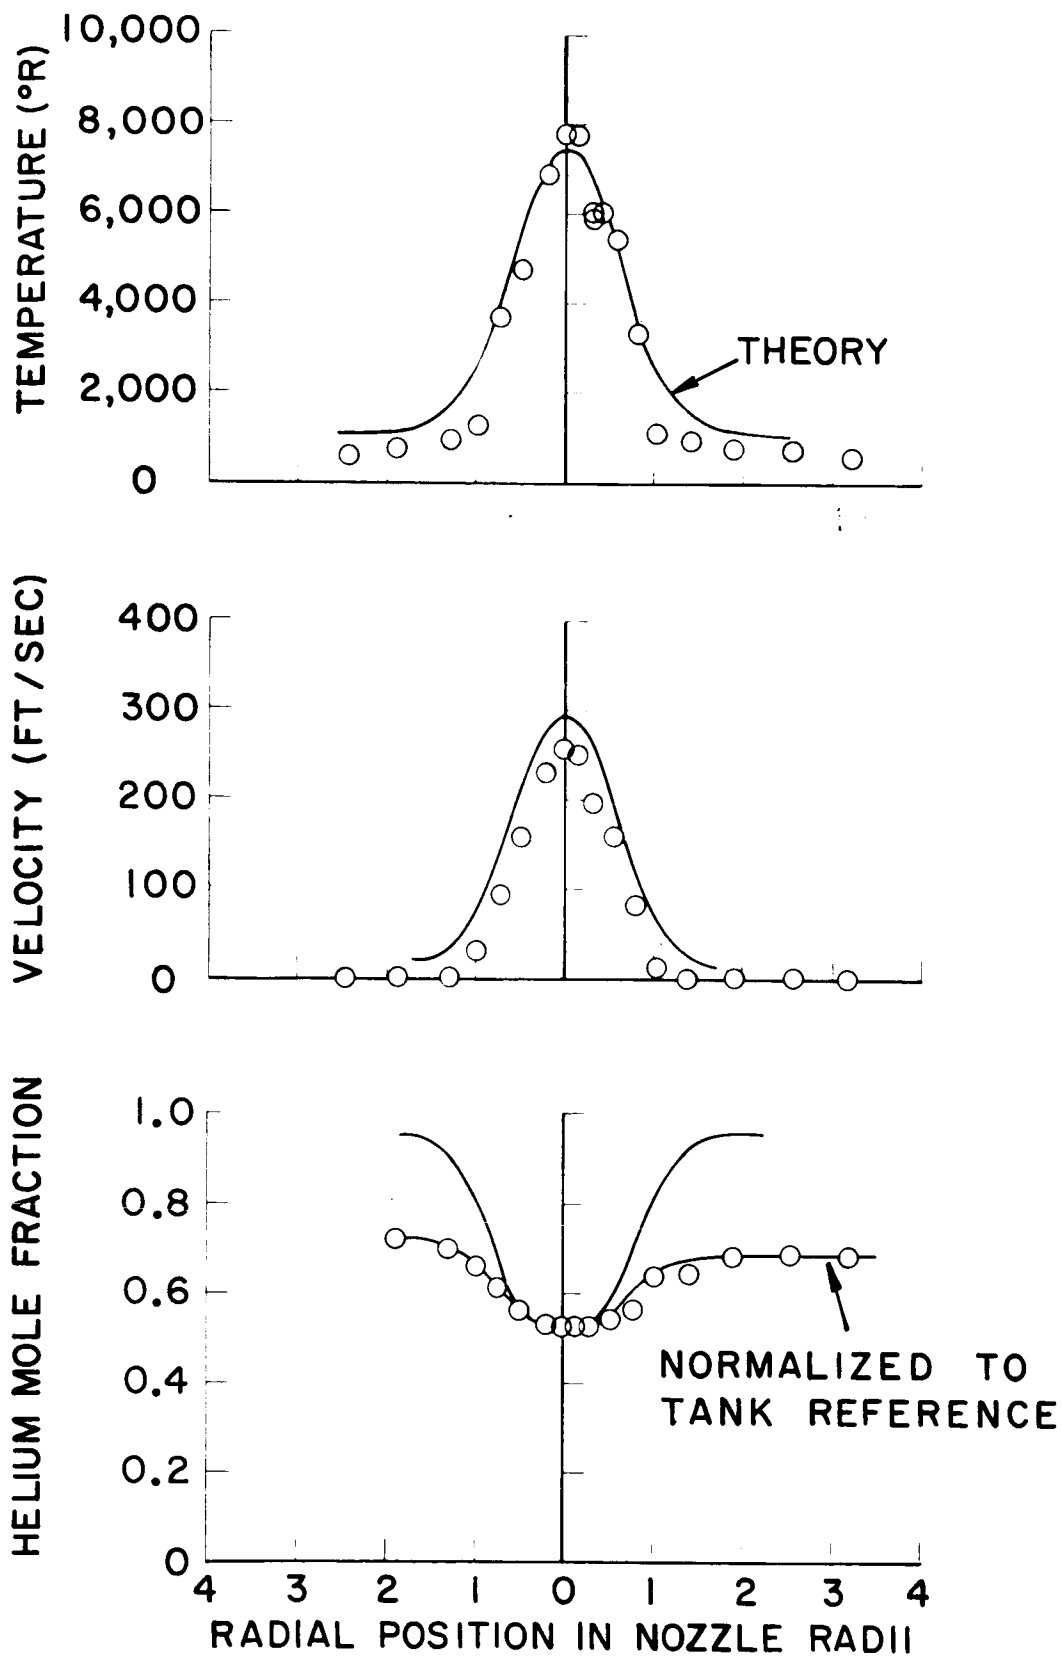 TEMPERATURE (°R)
10,000
8,000
6,000
4,000
2,000
0
THEORY
VELOCITY (FT/SEC)
400
300
200
100
0
HELIUM MOLE FRACTION
1.0
0.8
0.6
0.4
0.2
0
NORMALIZED TO
TANK REFERENCE
4 3 2 1 0 1 2 3 4
RADIAL POSITION IN NOZZLE RADII